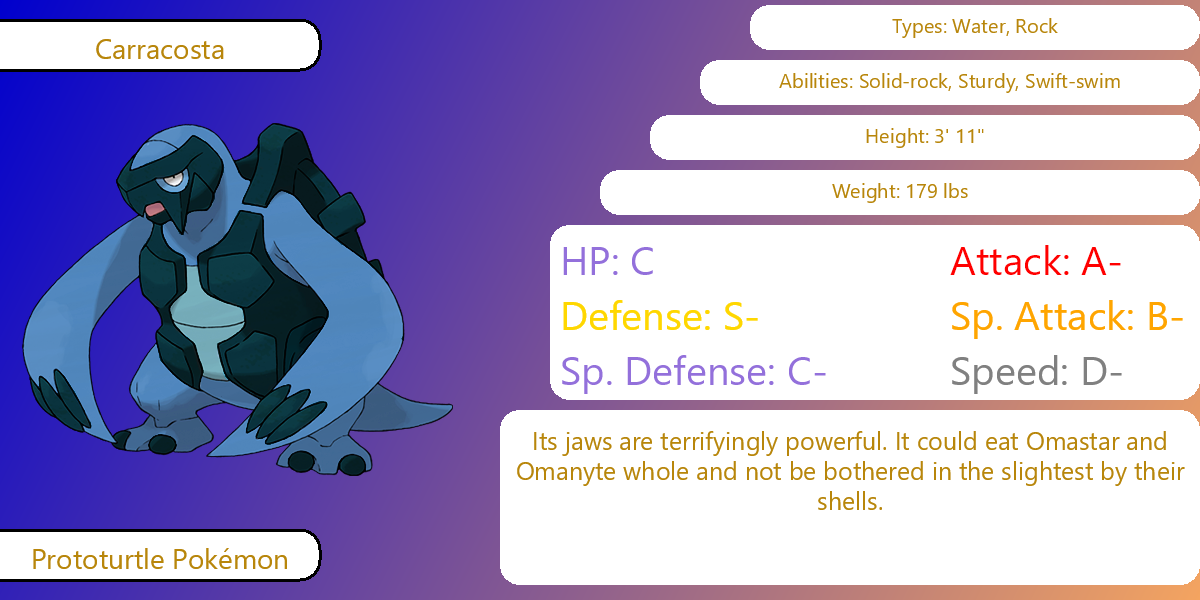 Carracosta
Types: Water, Rock
Abilities: Solid-rock, Sturdy, Swift-swim
Height: 3' 11"
Weight: 179 lbs
HP: C
Attack: A-
Defense: S-
Sp. Attack: B-
Sp. Defense: C-
Speed: D-
Its jaws are terrifyingly powerful. It could eat Omastar and
Omanyte whole and not be bothered in the slightest by their
shells.
Prototurtle Pokémon